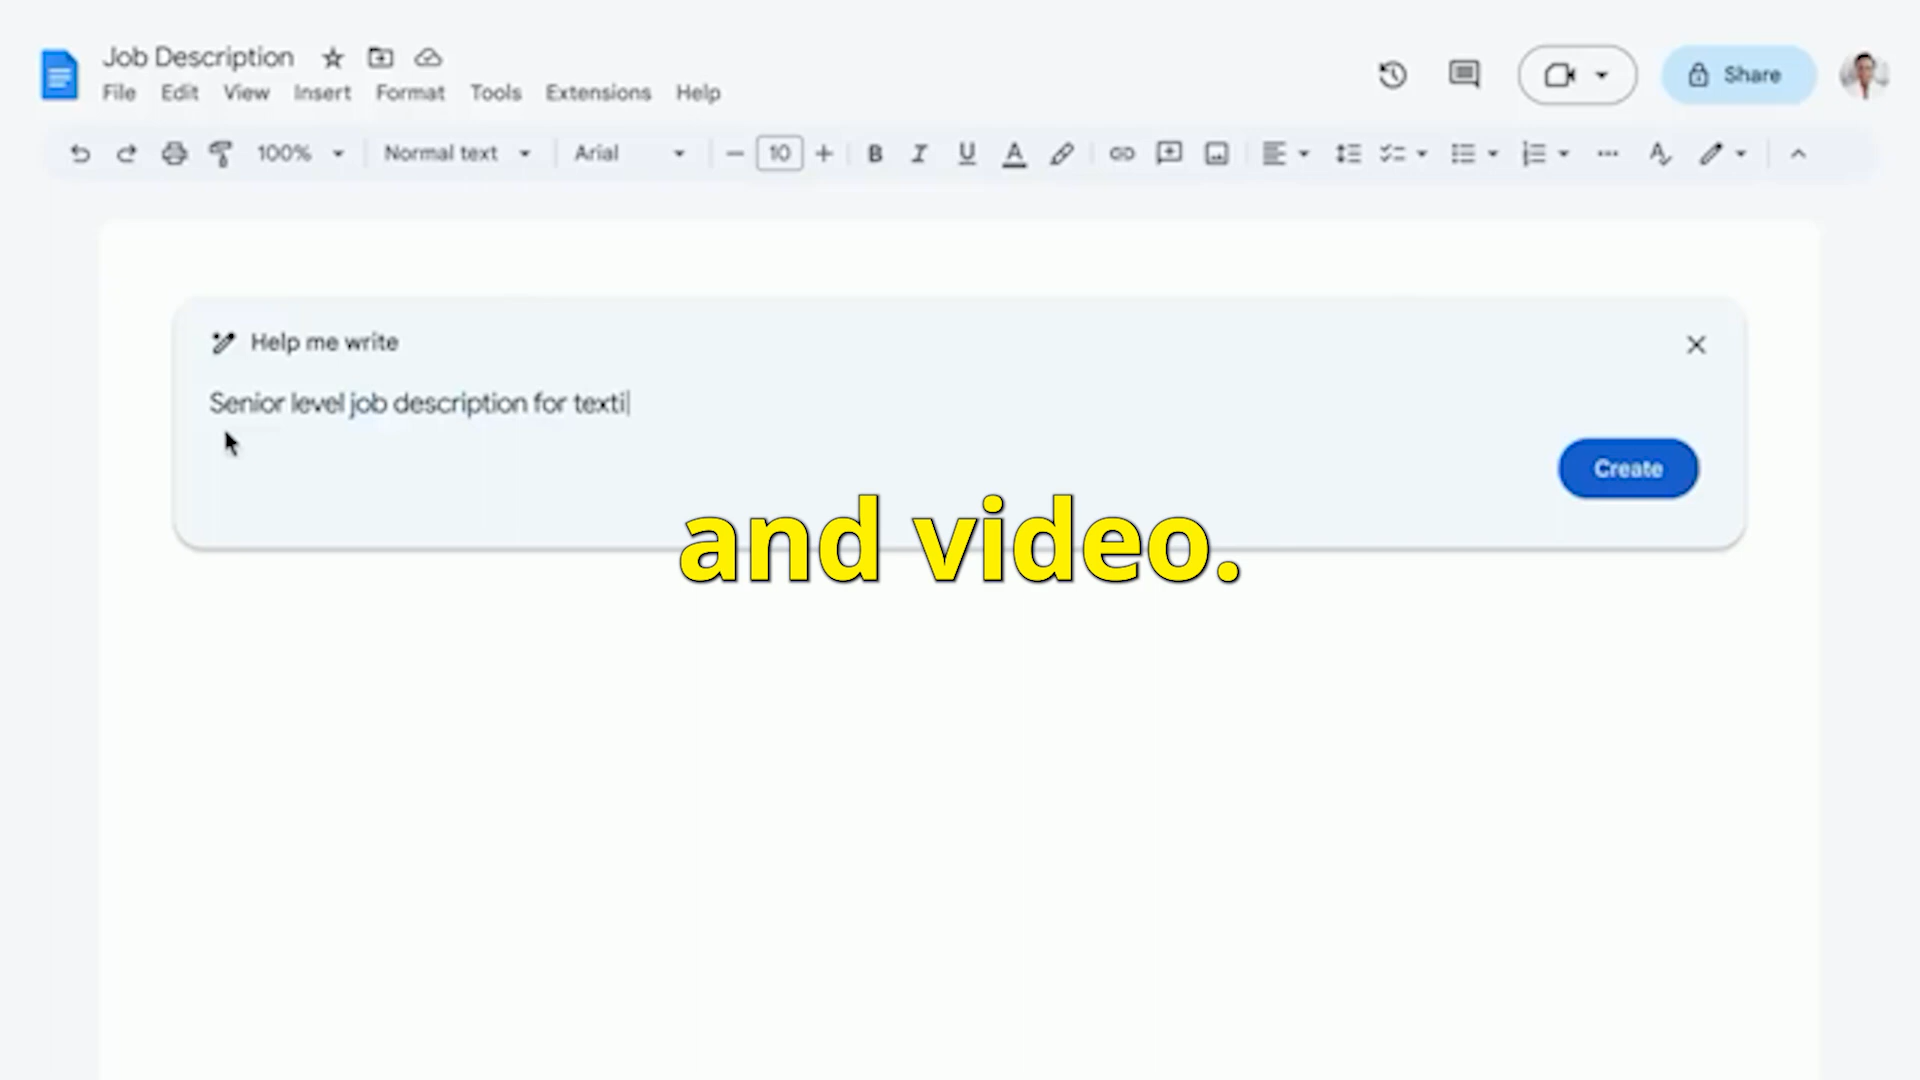 Job Description
File Edit View Insert Format Tools Extensions Help
Share
100% Normal text Arial 10 B I U A
Help me write
Senior level job description for texti
Create
and video.